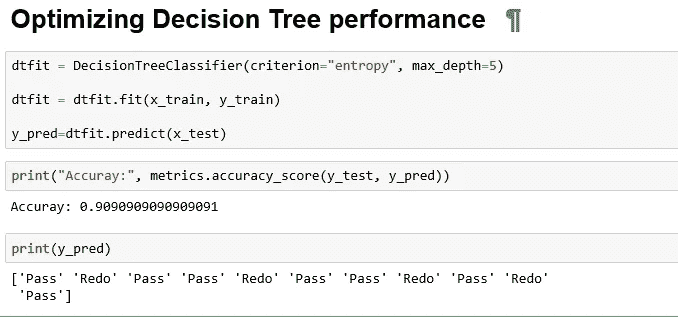 Optimizing Decision Tree performance ¶
dtfit = DecisionTreeClassifier(criterion="entropy", max_depth=5)
dtfit = dtfit.fit(x_train, y_train)
y_pred=dtfit.predict(x_test)
print("Accuray:", metrics.accuracy_score(y_test, y_pred))
Accuray: 0.9090909090909091
print(y_pred)
['Pass' 'Redo' 'Pass' 'Pass' 'Redo' 'Pass' 'Pass' 'Redo' 'Pass' 'Redo'
'Pass']